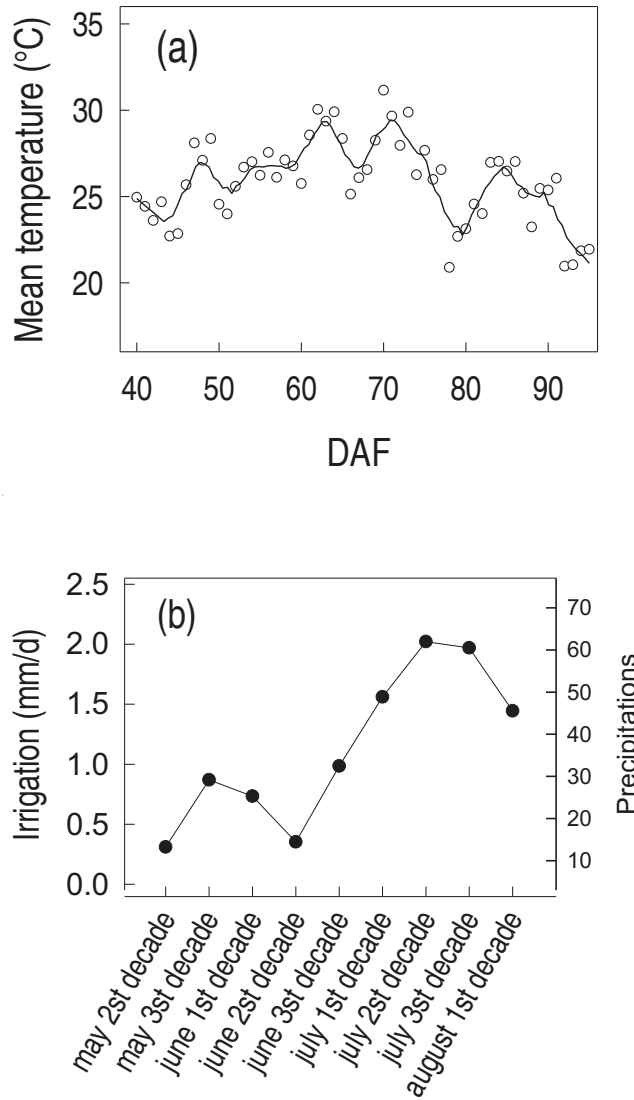 (a)
Mean temperature (°C)
35
30
25
20
40 50 60 70 80 90
DAF
(b)
Irrigation (mm/d)
2.5
2.0
1.5
1.0
0.5
0.0
70
60
50
40
30
20
10
Precipitations
may 2st decade
may 3st decade
june 1st decade
june 2st decade
june 3st decade
july 1st decade
july 2st decade
july 3st decade
august 1st decade